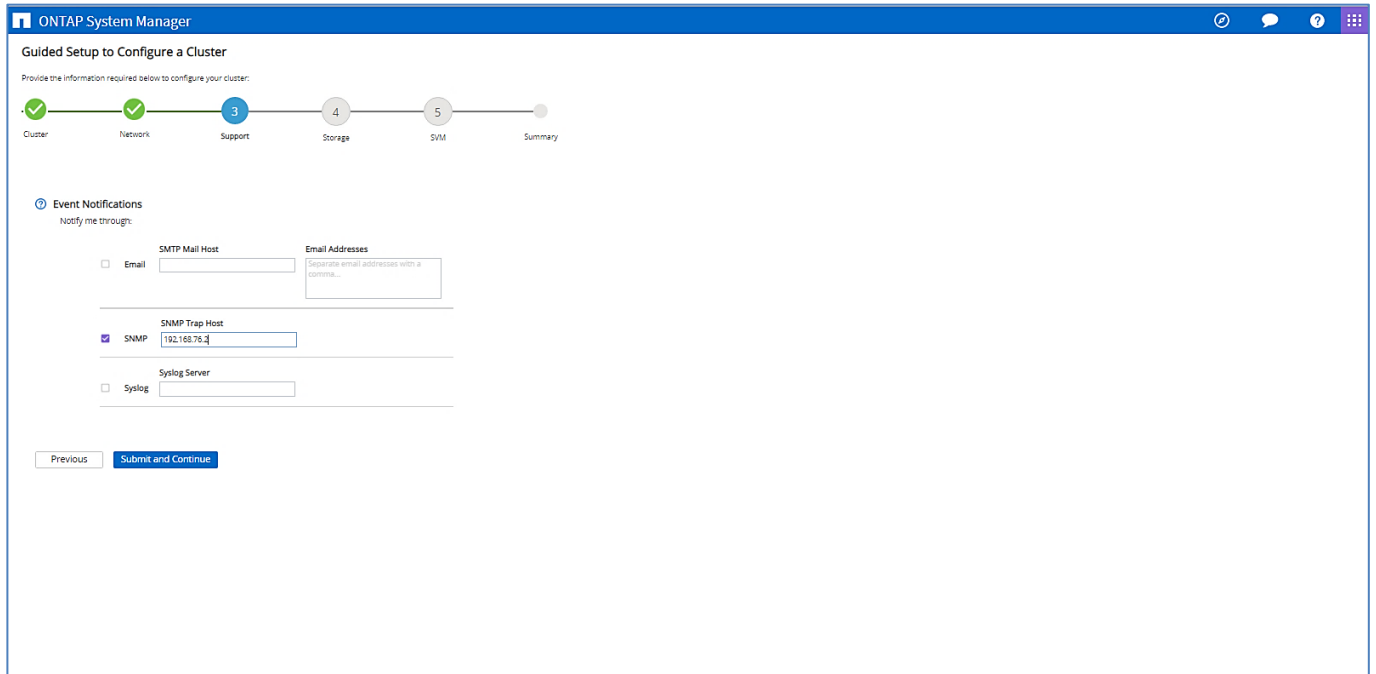 ONTAP System Manager
Guided Setup to Configure a Cluster
Provide the information required below to configure your cluster:
3
4
5
Cluster
Network
Support
Storage
SVM
Summary
Event Notifications
Notify me through:
SMTP Mail Host
Email Addresses
Email
Separate email addresses with a
comma...
SNMP Trap Host
SNMP
192.168.76.2
Syslog Server
Syslog
Previous
Submit and Continue